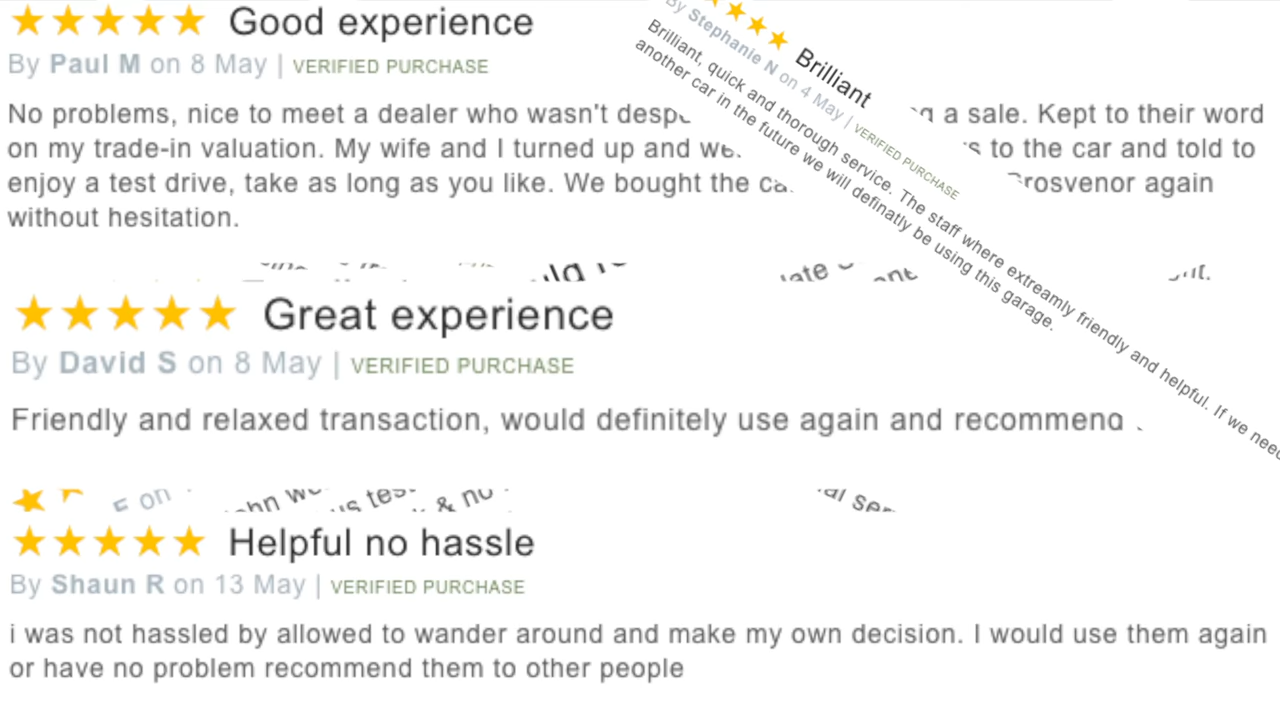 Good experience
By Paul M on 8 May | VERIFIED PURCHASE
No problems, nice to meet a dealer who wasn't a sale. Kept to their word
on my trade-in valuation. My wife and I turned up and to the car and told to
enjoy a test drive, take as long as you like. We bought the Grosvenor again
without hesitation.
Brilliant
By Stephanie N on 4 May | VERIFIED PURCHASE
Brilliant, quick and thorough service. The staff where extreamly friendly and helpful. If we need
another car in the future we will definatly be using this garage.
Great experience
By David S on 8 May | VERIFIED PURCHASE
Friendly and relaxed transaction, would definitely use again and recommend
on
& no
Helpful no hassle
By Shaun R on 13 May | VERIFIED PURCHASE
i was not hassled by allowed to wander around and make my own decision. I would use them again
or have no problem recommend them to other people